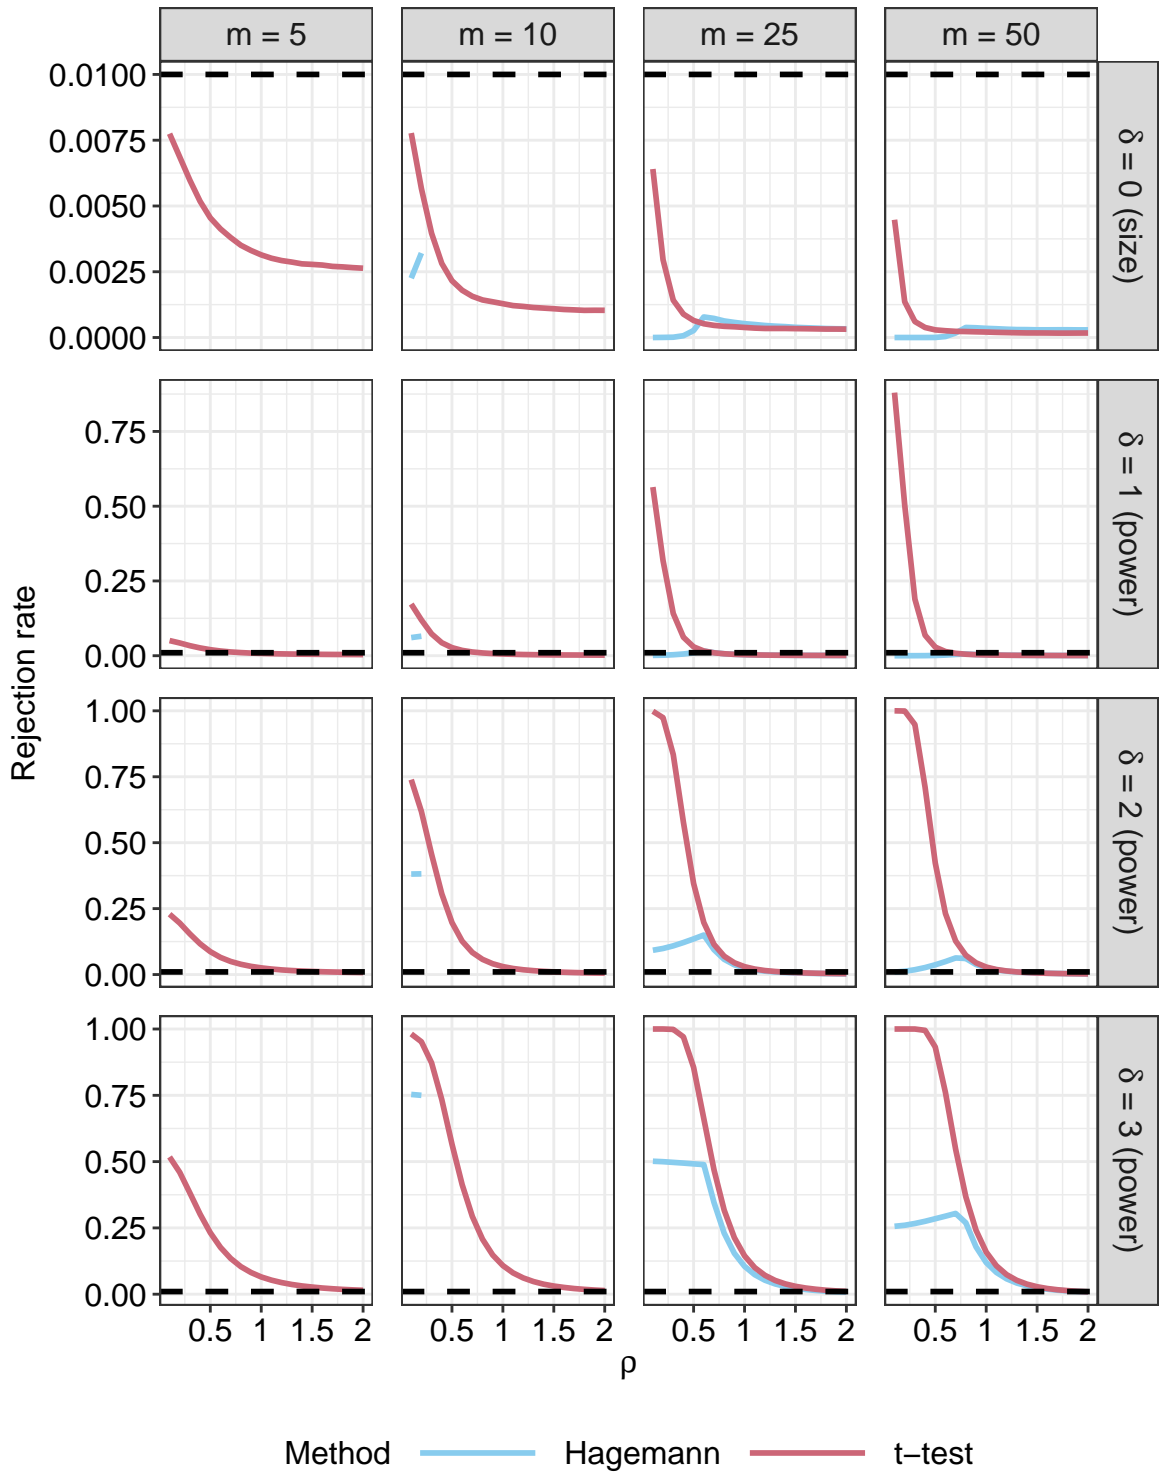 m = 5
m = 10
m = 25
m = 50
0.0100
0.0075
0.0050
0.0025
0.0000
δ = 0 (size)
0.75
0.50
0.25
0.00
δ = 1 (power)
1.00
0.75
0.50
0.25
0.00
δ = 2 (power)
1.00
0.75
0.50
0.25
0.00
δ = 3 (power)
Rejection rate
0.5 1 1.5 2
0.5 1 1.5 2
0.5 1 1.5 2
0.5 1 1.5 2
ρ
Method Hagemann t−test